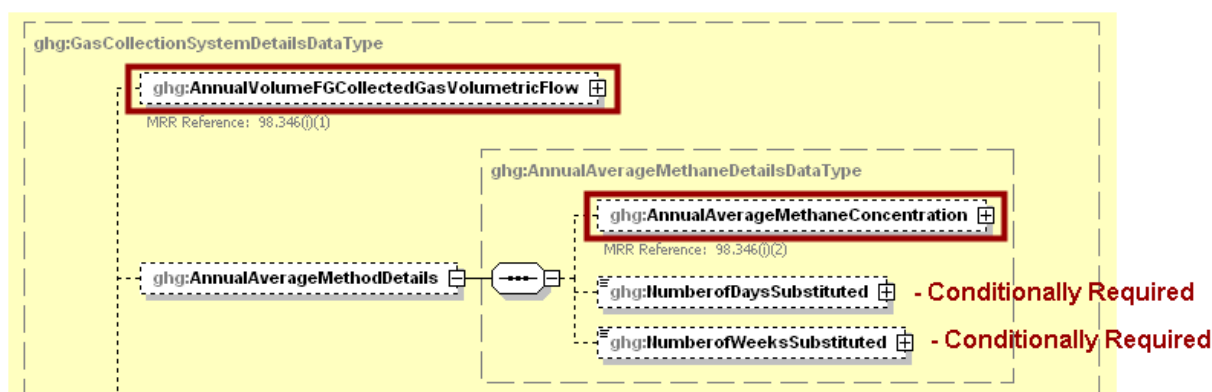 ghg:GasCollectionSystemDetailsDataType
ghg:AnnualVolumeFGCollectedGasVolumetricFlow
MRR Reference: 98.346(i)(1)
ghg:AnnualAverageMethaneDetailsDataType
ghg:AnnualAverageMethaneConcentration
MRR Reference: 98.346(i)(2)
ghg:AnnualAverageMethodDetails
ghg:NumberofDaysSubstituted - Conditionally Required
ghg:NumberofWeeksSubstituted - Conditionally Required